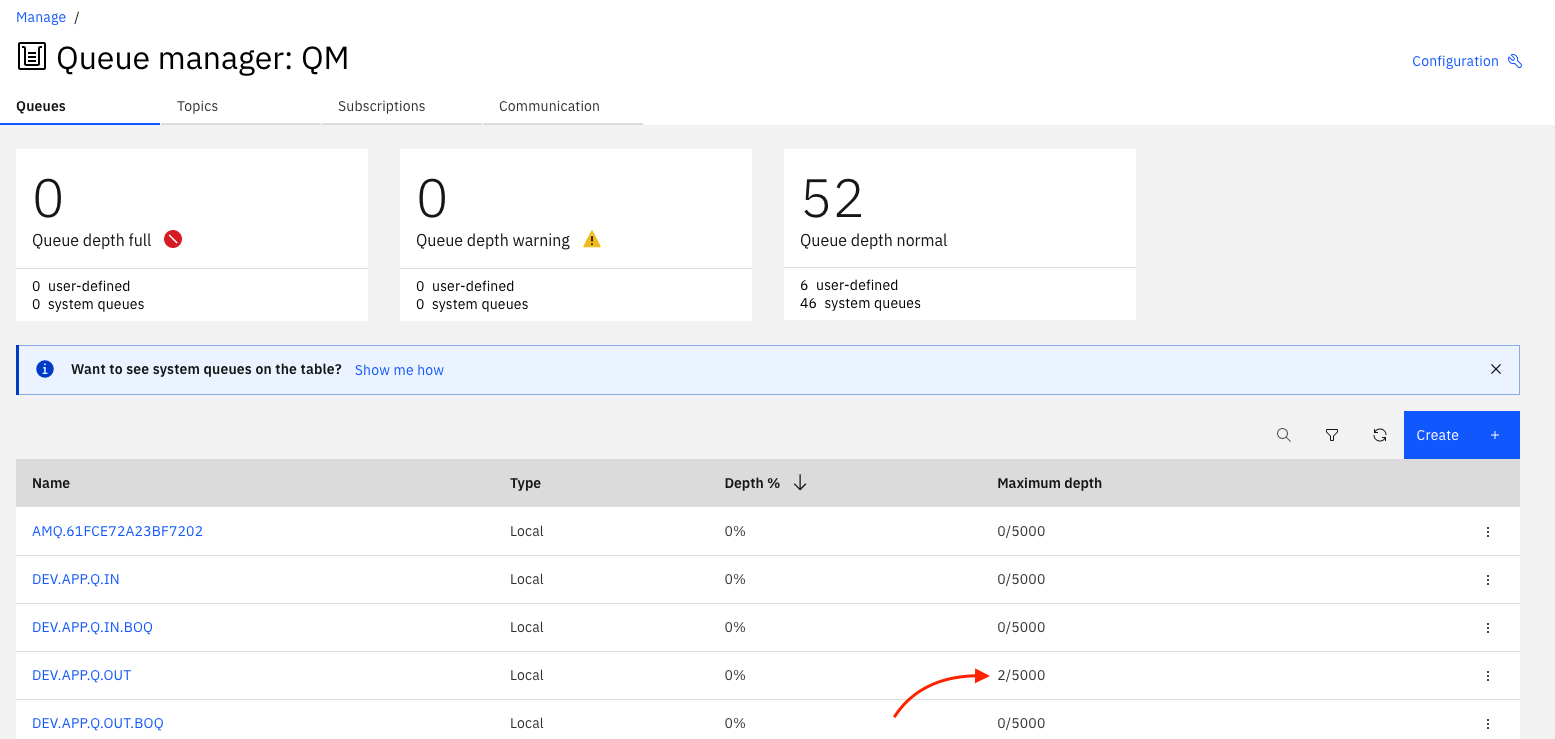 Manage /
Queue manager: QM
Configuration
Queues Topics Subscriptions Communication
0 0 52
Queue depth full Queue depth warning Queue depth normal
0 user-defined 0 user-defined 6 user-defined
0 system queues 0 system queues 46 system queues
Want to see system queues on the table? Show me how
Create +
Name Type Depth % Maximum depth
AMQ.61FCE72A23BF7202 Local 0% 0/5000
DEV.APP.Q.IN Local 0% 0/5000
DEV.APP.Q.IN.BOQ Local 0% 0/5000
DEV.APP.Q.OUT Local 0% 2/5000
DEV.APP.Q.OUT.BOQ Local 0% 0/5000